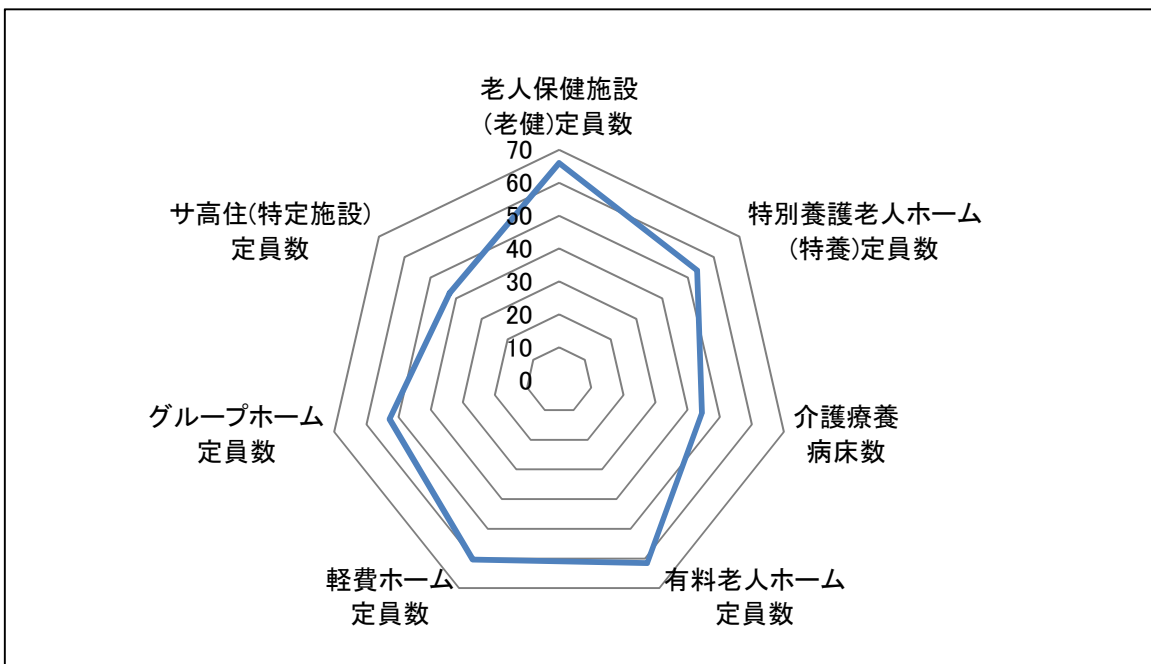 老人保健施設
(老健)定員数
70
60
50
40
30
20
10
0
特別養護老人ホーム
(特養)定員数
介護療養
病床数
有料老人ホーム
定員数
軽費ホーム
定員数
グループホーム
定員数
サ高住(特定施設)
定員数